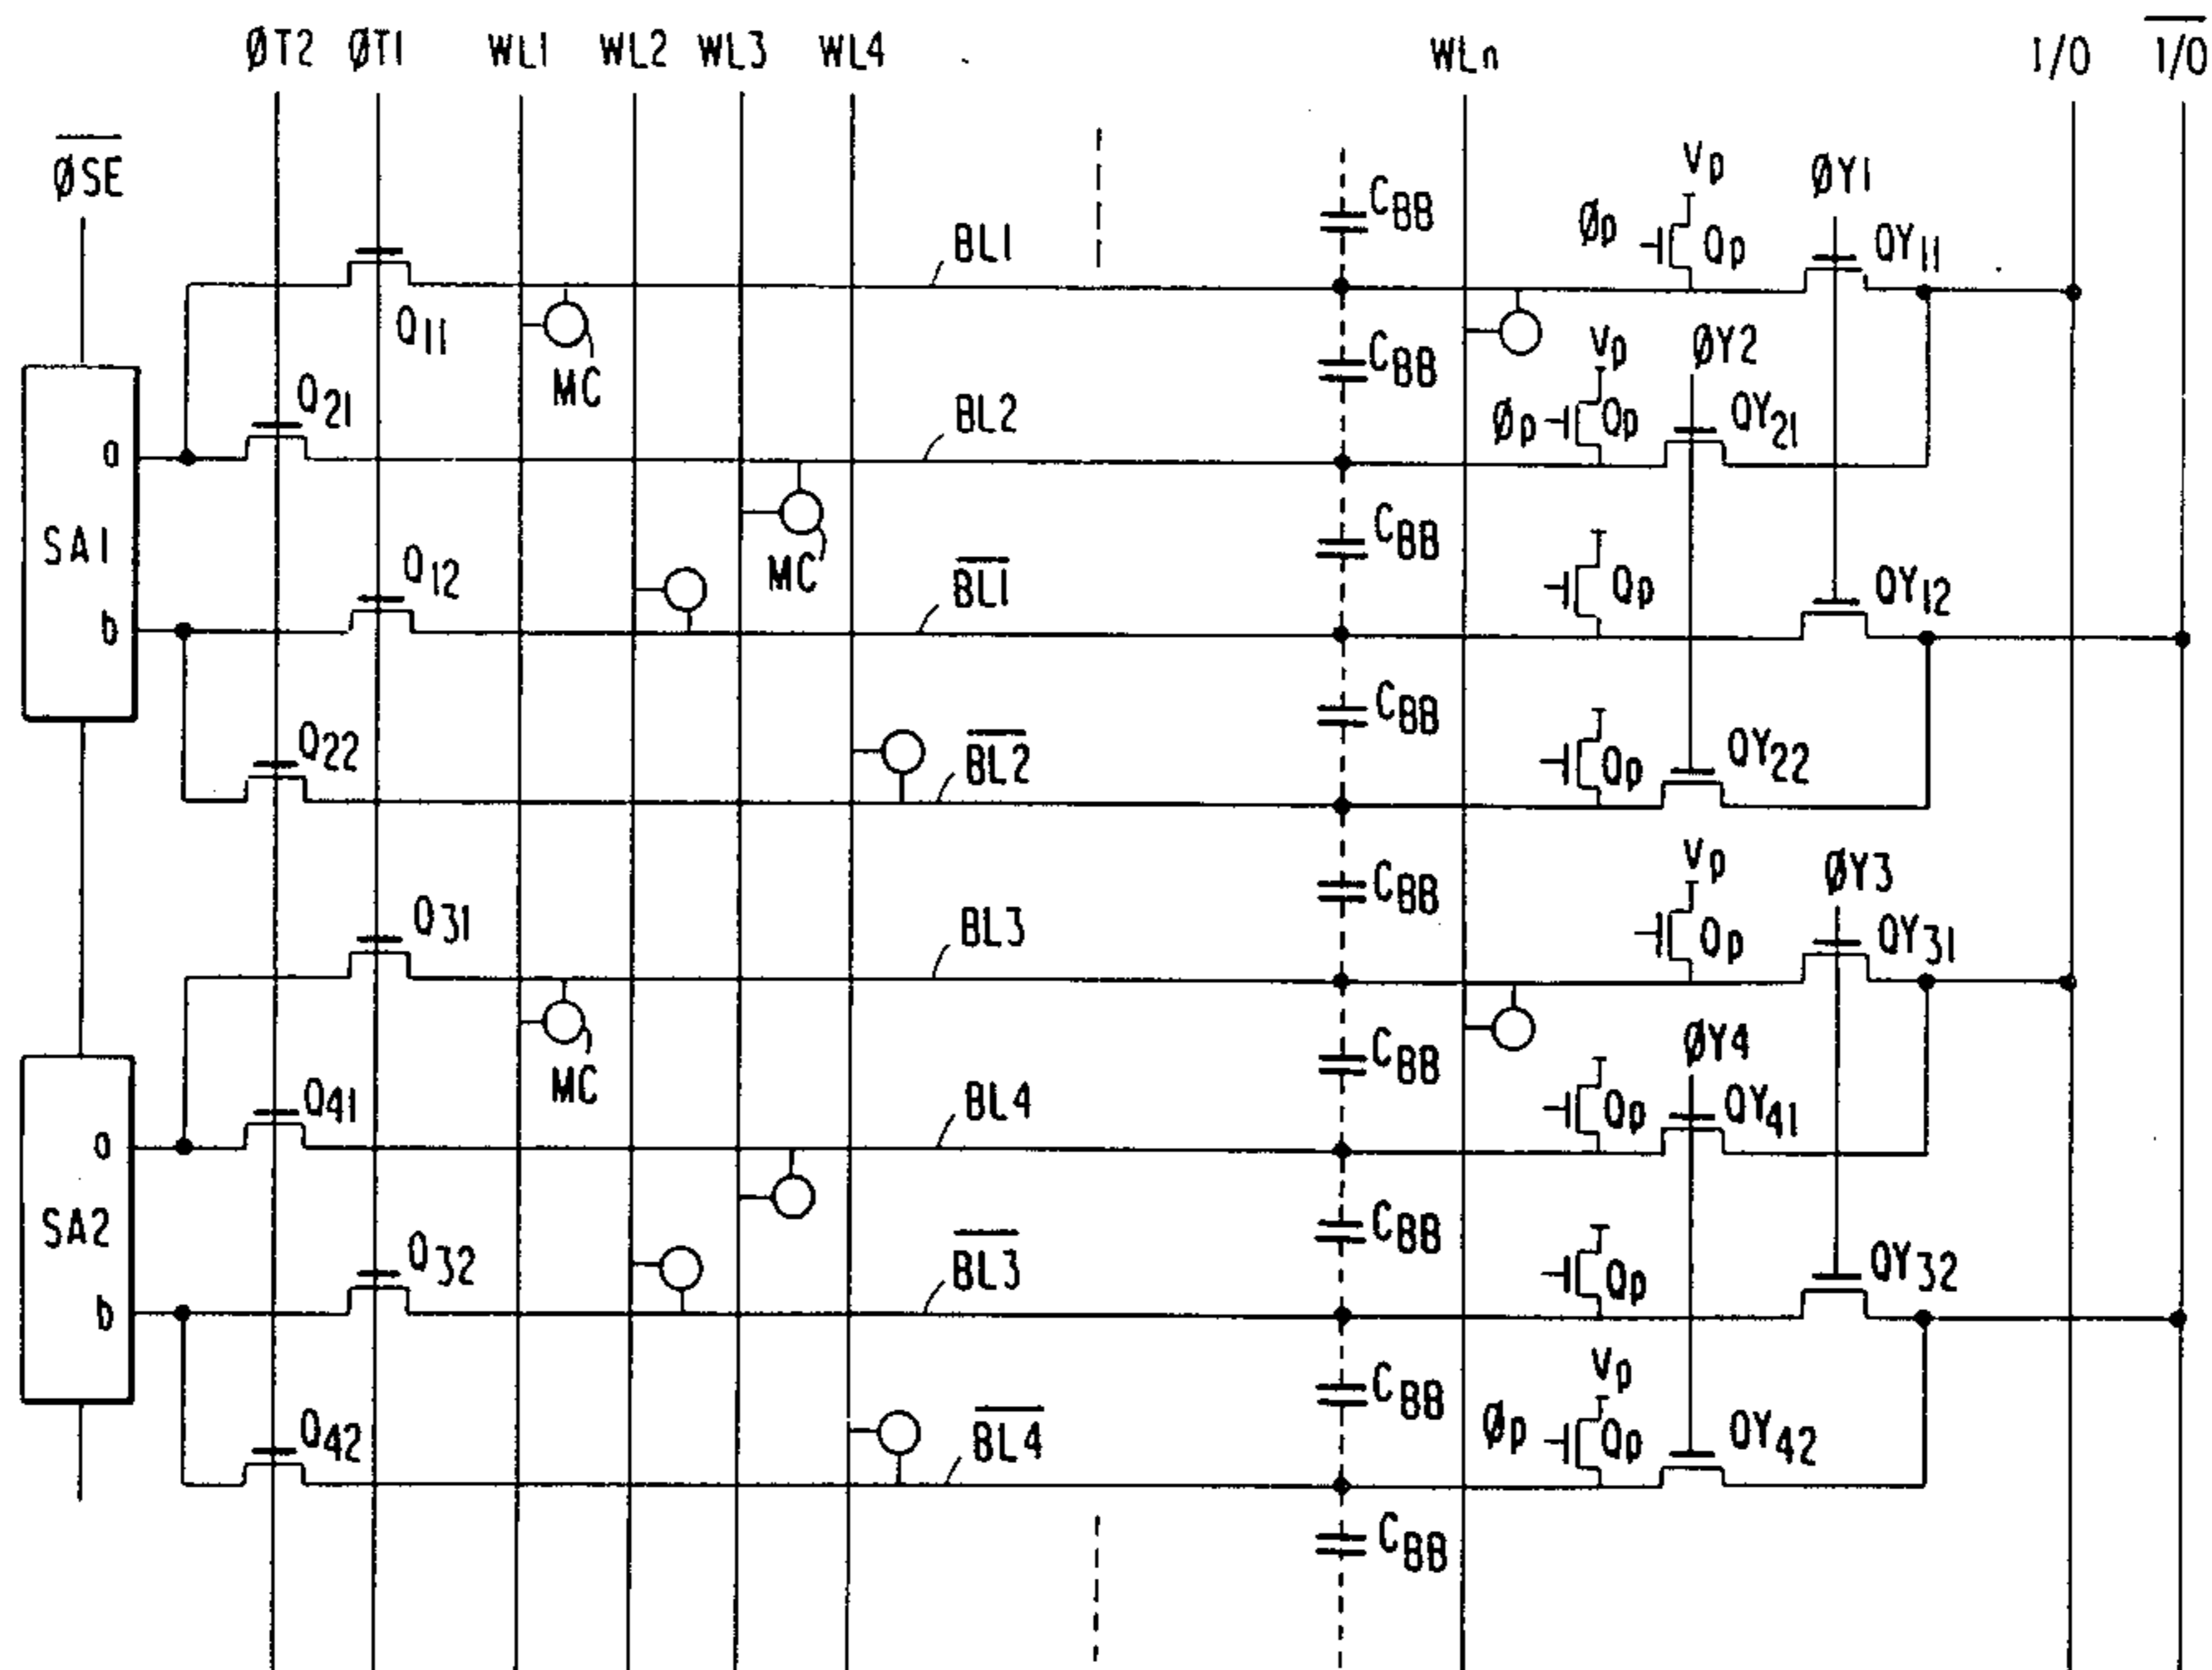 ØT2 ØT1 WL1 WL2 WL3 WL4 WLn I/O I/O
ØSE
Vp ØY1
CBB
Øp Qp QY11
BL1
Q11
MC
CBB Vp ØY2
Q21
BL2 Øp Qp QY21
a
SA1
MC
CBB
Q12 BL1 Qp QY12
b
CBB
Q22 BL2 Qp QY22
CBB Vp ØY3
Q31 BL3 Qp QY31
MC
CBB ØY4
Q41 BL4 Qp QY41
a
SA2
CBB
Q32 BL3 Qp QY32
b
CBB Vp
Q42 BL4 Øp Qp QY42
CBB